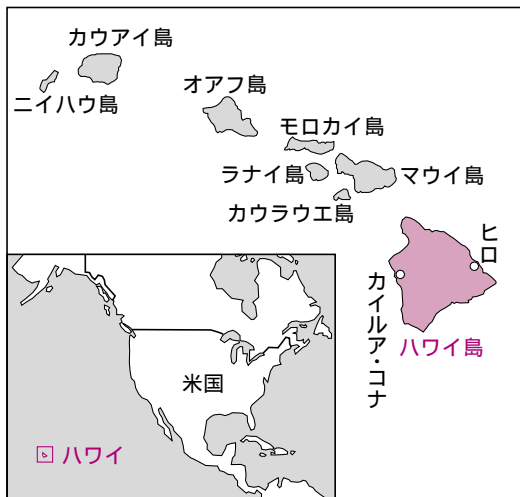 カウアイ島
ニイハウ島
オアフ島
モロカイ島
ラナイ島
マウイ島
カウラウエ島
ヒロ
カイルア・コナ
ハワイ島
米国
ハワイ